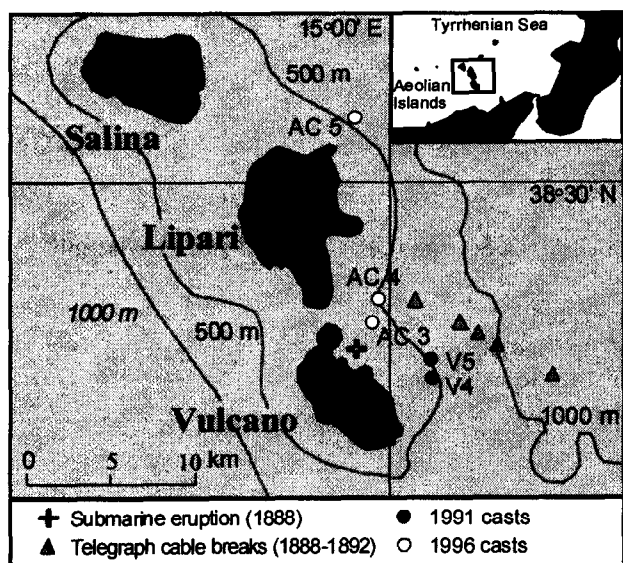 15°00' E
Tyrrhenian Sea
500 m
Aeolian
Islands
AC 5
Salina
38°30' N
Lipari
AC 4
1000 m
500 m
AC 3
V5
V4
Vulcano
1000 m
0 5 10 km
Submarine eruption (1888)
1991 casts
Telegraph cable breaks (1888-1892)
1996 casts